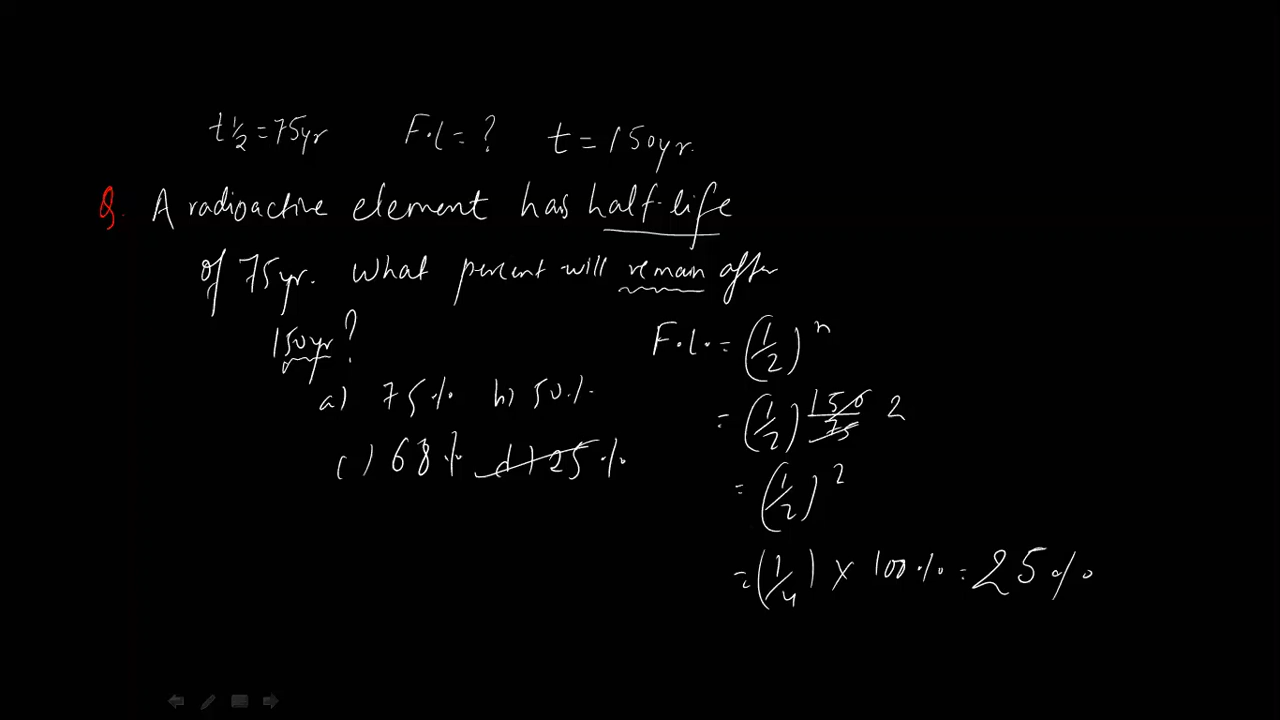 t½ = 75yr F.L = ? t = 150yr.
Q. A radioactive element has half-life
of 75yr. What percent will remain after
150yr?
a) 75% b) 50%
c) 68% d) 25%
F.L. = (1/2)^n
= (1/2)^150/75 2
= (1/2)^2
= (1/4) × 100% = 25%